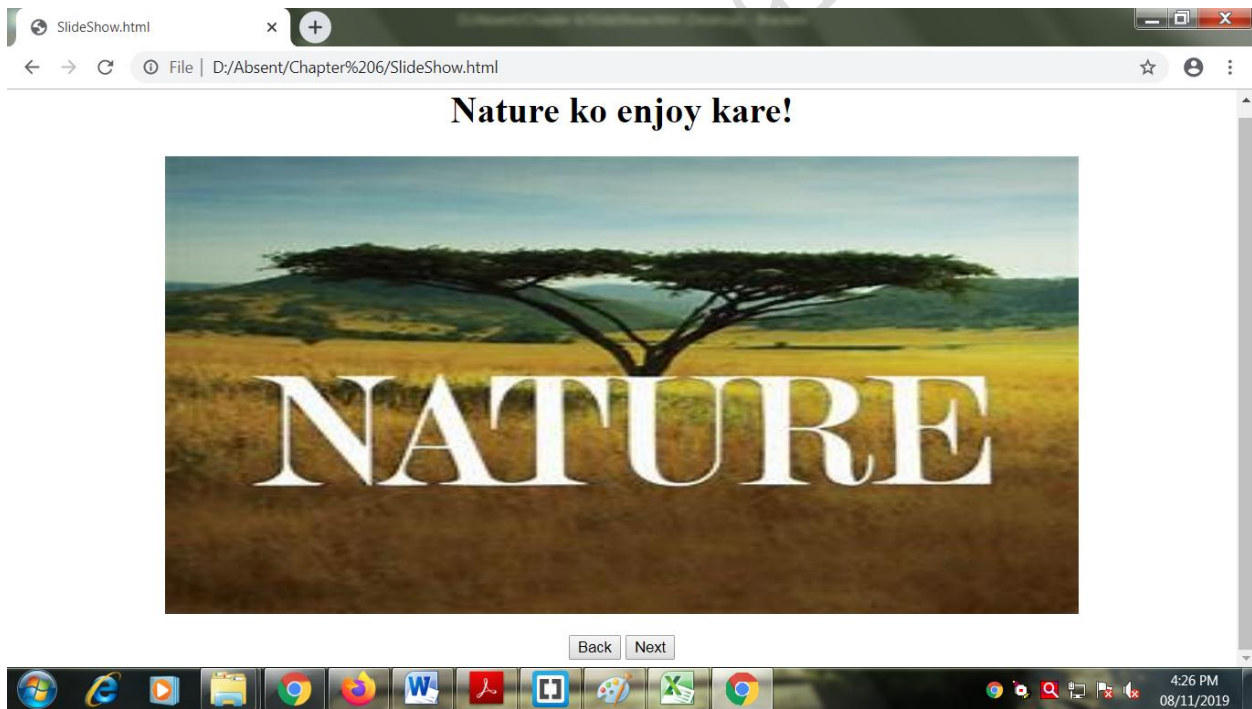 SlideShow.html
File | D:/Absent/Chapter%206/SlideShow.html
Nature ko enjoy kare!
NATURE
Back Next
4:26 PM
08/11/2019